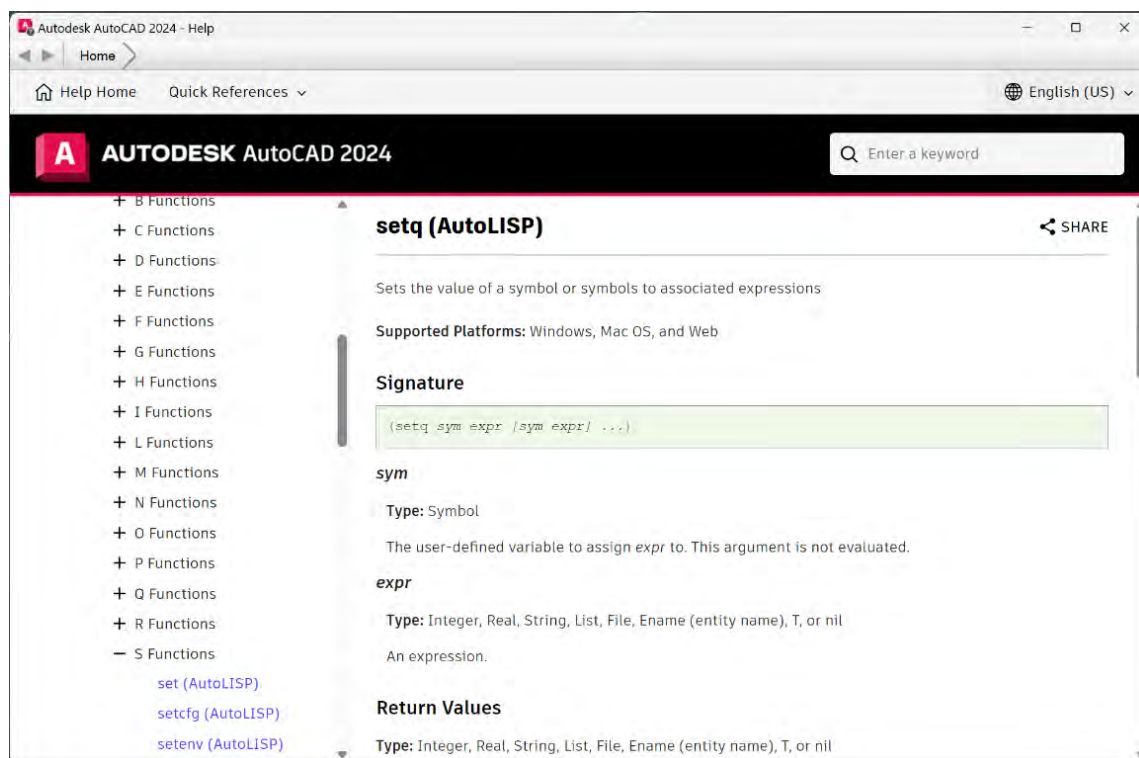 Autodesk AutoCAD 2024 - Help
Home
Help Home Quick References English (US)
A AUTODESK AutoCAD 2024 Enter a keyword
+ B Functions
+ C Functions
+ D Functions
+ E Functions
+ F Functions
+ G Functions
+ H Functions
+ I Functions
+ L Functions
+ M Functions
+ N Functions
+ O Functions
+ P Functions
+ Q Functions
+ R Functions
− S Functions
set (AutoLISP)
setcfg (AutoLISP)
setenv (AutoLISP)
setq (AutoLISP) SHARE
Sets the value of a symbol or symbols to associated expressions
Supported Platforms: Windows, Mac OS, and Web
Signature
(setq sym expr [sym expr] ...)
sym
Type: Symbol
The user-defined variable to assign expr to. This argument is not evaluated.
expr
Type: Integer, Real, String, List, File, Ename (entity name), T, or nil
An expression.
Return Values
Type: Integer, Real, String, List, File, Ename (entity name), T, or nil